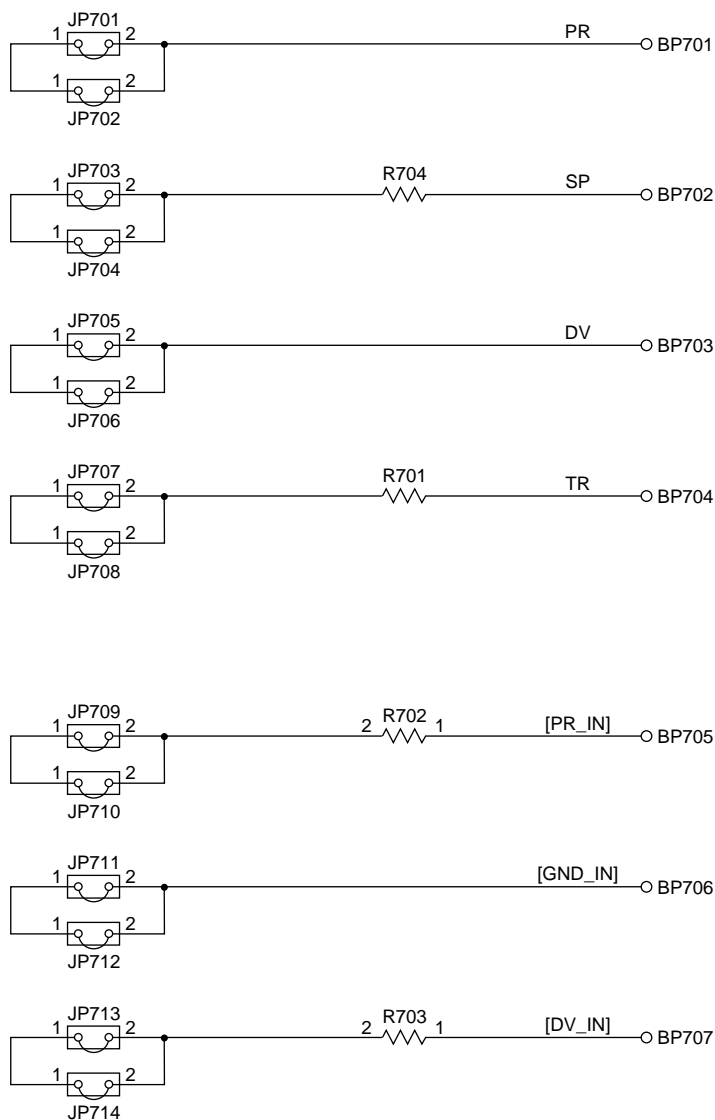 JP701
1 2 PR BP701
1 2
JP702
JP703 R704
1 2 SP BP702
1 2
JP704
JP705
1 2 DV BP703
1 2
JP706
JP707 R701
1 2 TR BP704
1 2
JP708
JP709 R702
1 2 2 1 [PR_IN] BP705
1 2
JP710
JP711
1 2 [GND_IN] BP706
1 2
JP712
JP713 R703
1 2 2 1 [DV_IN] BP707
1 2
JP714